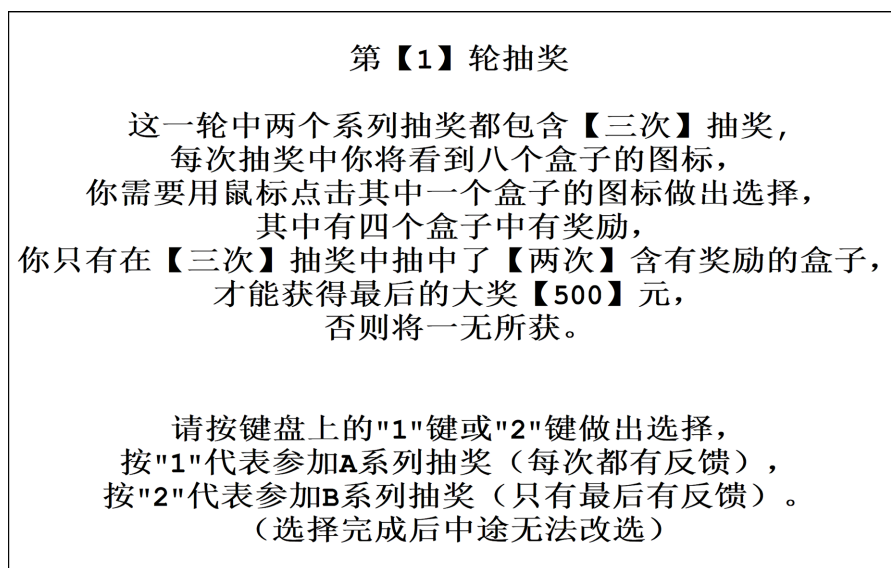 第【1】轮抽奖
这一轮中两个系列抽奖都包含【三次】抽奖,
每次抽奖中你将看到八个盒子的图标，
你需要用鼠标点击其中一个盒子的图标做出选择，
其中有四个盒子中有奖励，
你只有在【三次】抽奖中抽中了【两次】含有奖励的盒子，
才能获得最后的大奖【500】元，
否则将一无所获。
请按键盘上的"1"键或"2"键做出选择，
按"1"代表参加A系列抽奖（每次都有反馈），
按"2"代表参加B系列抽奖（只有最后有反馈）。
（选择完成后中途无法改选）